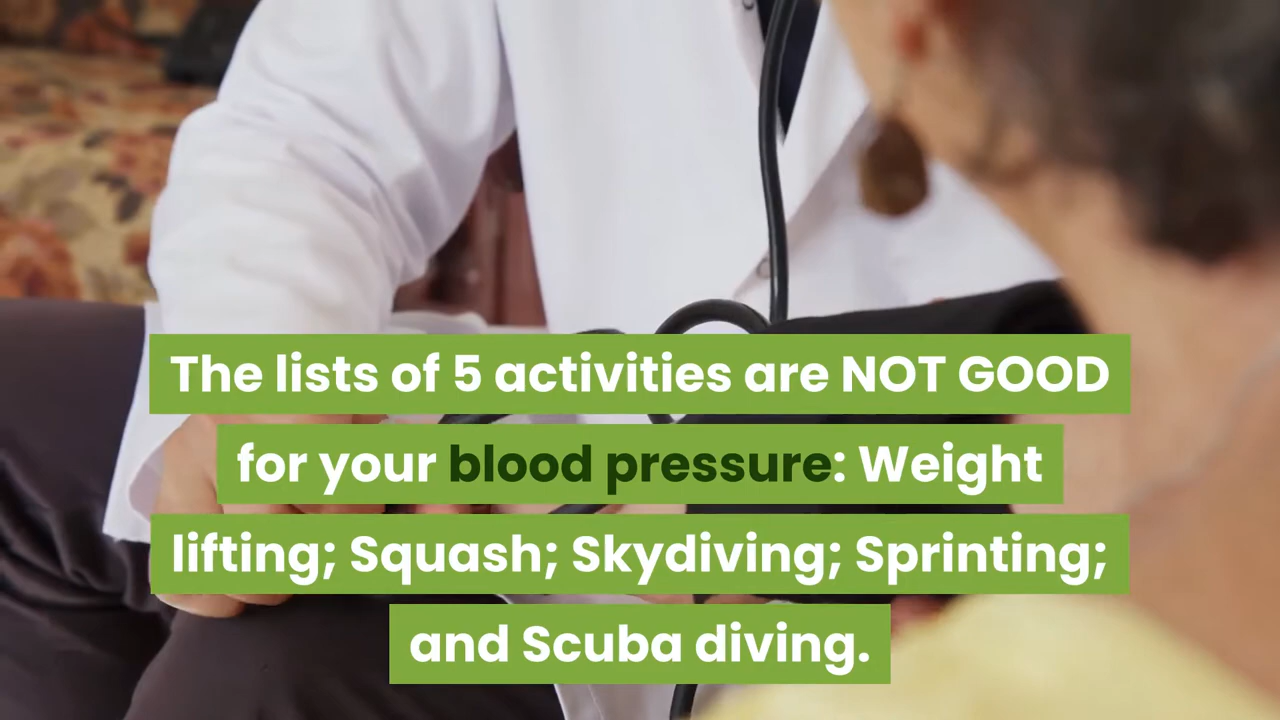 The lists of 5 activities are NOT GOOD
for your blood pressure: Weight
lifting; Squash; Skydiving; Sprinting;
and Scuba diving.